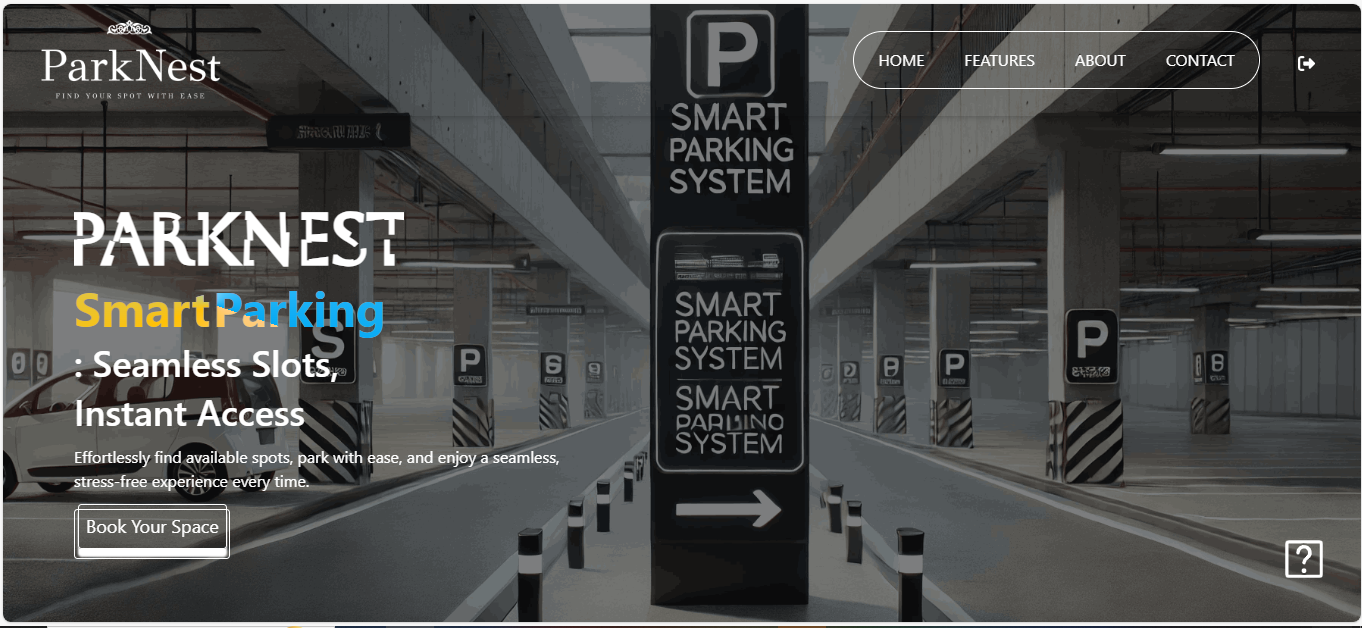 ParkNest
FIND YOUR SPOT WITH EASE
HOME
FEATURES
ABOUT
CONTACT
P
SMART
PARKING
SYSTEM
PARKNEST
Smart Parking
: Seamless Slots,
Instant Access
Effortlessly find available spots, park with ease, and enjoy a seamless,
stress-free experience every time.
Book Your Space
S
P
S
SMART
PARKING
SYSTEM
SMART
SYSTEM
P
P
P
?